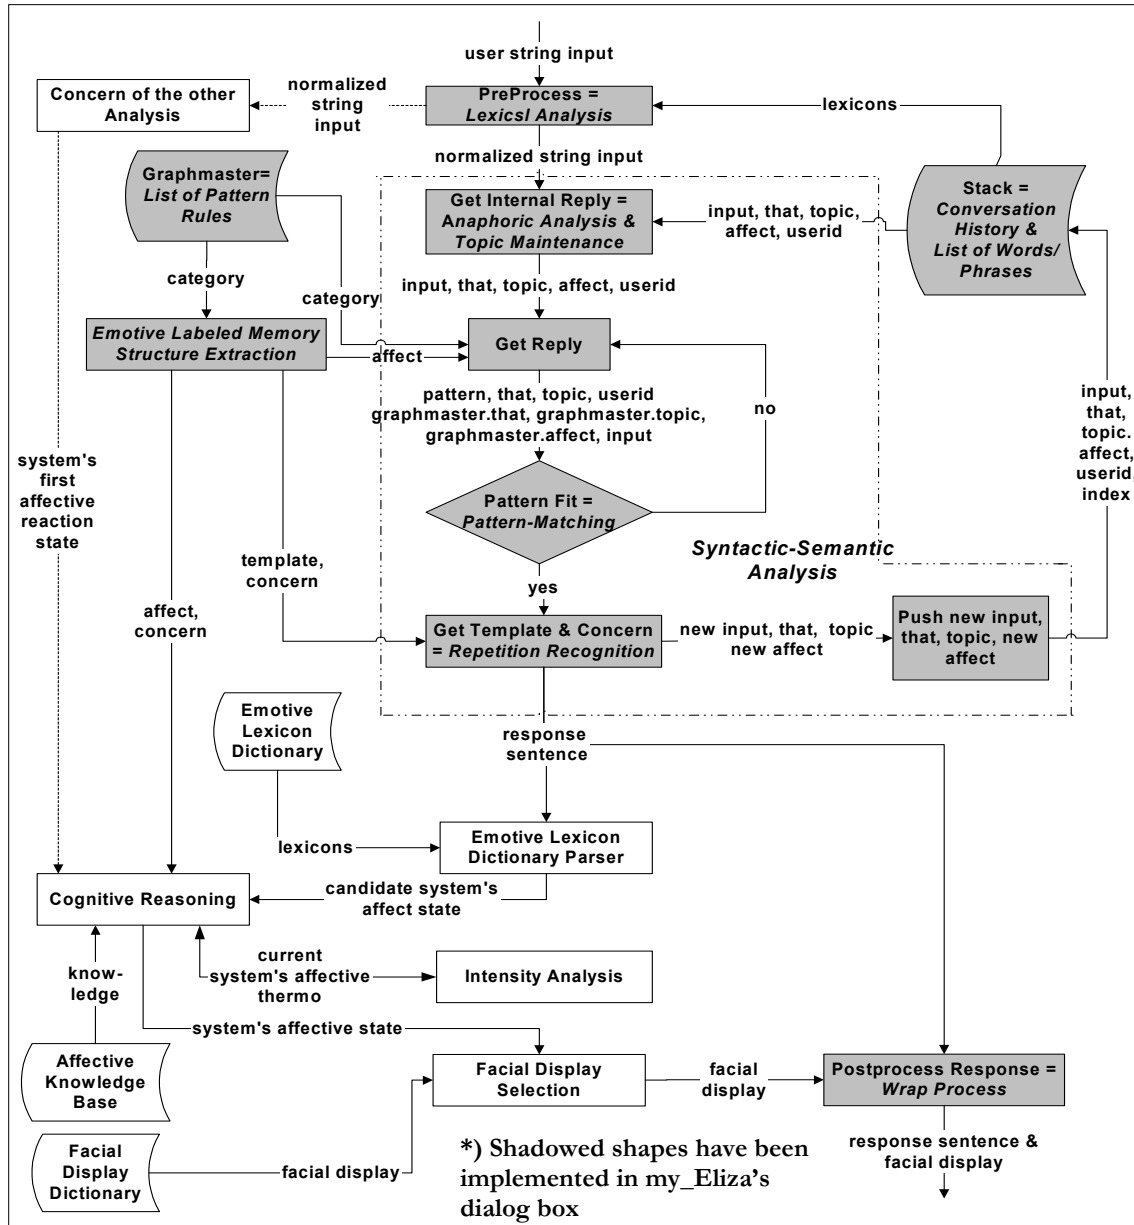 user string input
Concern of the other
Analysis
normalized
string
input
PreProcess =
Lexicsl Analysis
lexicons
normalized string input
Graphmaster=
List of Pattern
Rules
Get Internal Reply =
Anaphoric Analysis &
Topic Maintenance
input, that, topic,
affect, userid
Stack =
Conversation
History &
List of Words/
Phrases
category
input, that, topic, affect, userid
category
Emotive Labeled Memory
Structure Extraction
affect
Get Reply
pattern, that, topic, userid
graphmaster.that, graphmaster.topic,
graphmaster.affect, input
no
input,
that,
topic.
affect,
userid,
index
system's
first
affective
reaction
state
Pattern Fit =
Pattern-Matching
Syntactic-Semantic
Analysis
template,
concern
yes
affect,
concern
Get Template & Concern
= Repetition Recognition
new input, that, topic
new affect
Push new input,
that, topic, new
affect
Emotive
Lexicon
Dictionary
response
sentence
lexicons
Emotive Lexicon
Dictionary Parser
Cognitive Reasoning
candidate system's
affect state
know-
ledge
current
system's affective
thermo
Intensity Analysis
system's affective state
Affective
Knowledge
Base
Facial Display
Selection
facial
display
Postprocess Response =
Wrap Process
Facial
Display
Dictionary
facial display
*) Shadowed shapes have been
implemented in my_Eliza's
dialog box
response sentence &
facial display